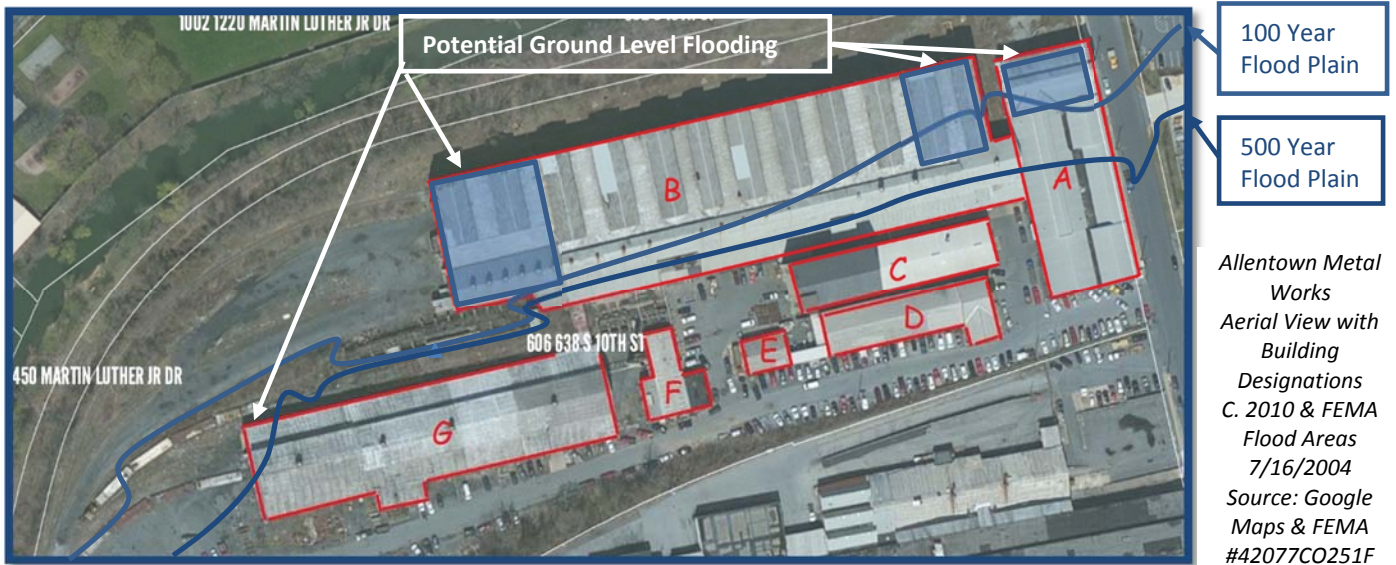 1002 1220 MARTIN LUTHER JR DR
Potential Ground Level Flooding
100 Year
Flood Plain
500 Year
Flood Plain
B
A
C
D
606 638 S 10TH ST
E
450 MARTIN LUTHER JR DR
F
G
Allentown Metal
Works
Aerial View with
Building
Designations
C. 2010 & FEMA
Flood Areas
7/16/2004
Source: Google
Maps & FEMA
#42077CO251F